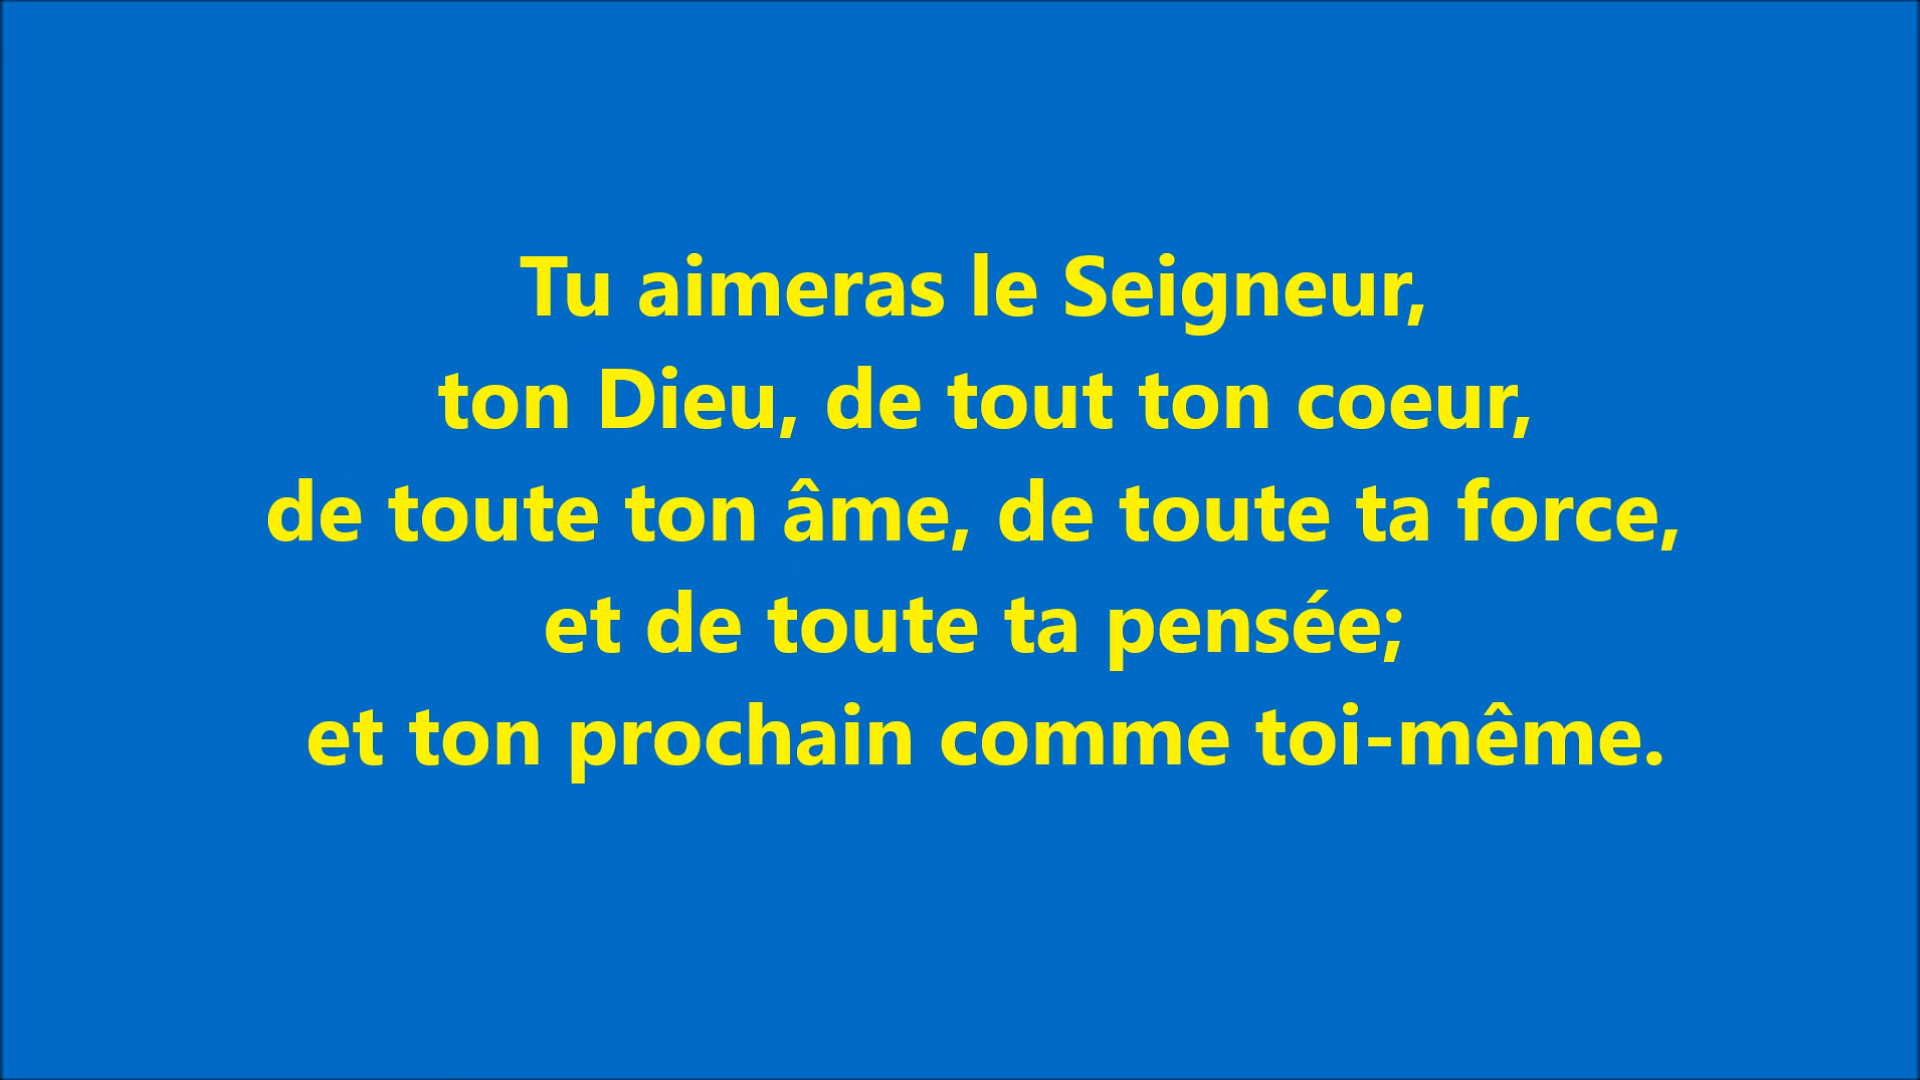 Tu aimeras le Seigneur,
ton Dieu, de tout ton coeur,
de toute ton âme, de toute ta force,
et de toute ta pensée;
et ton prochain comme toi-même.